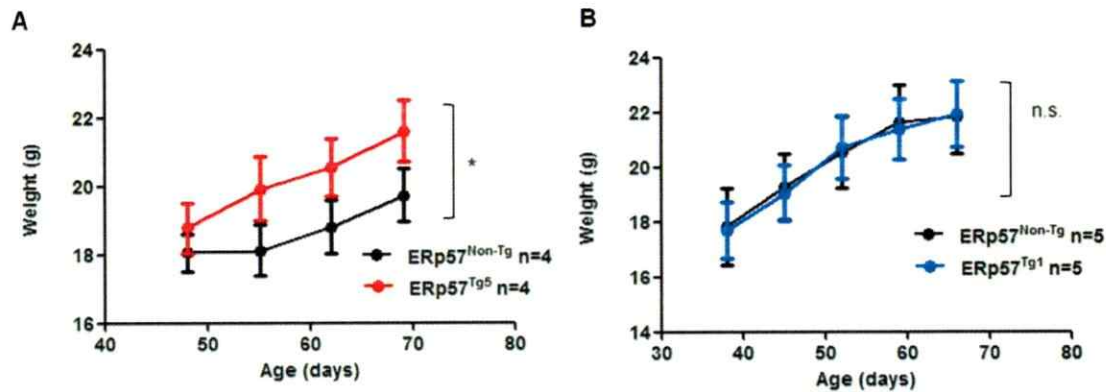 A
24
22
20
18
16
Weight (g)
*
ERp57Non-Tg n=4
ERp57Tg5 n=4
40 50 60 70 80
Age (days)
B
24
22
20
18
16
14
Weight (g)
n.s.
ERp57Non-Tg n=5
ERp57Tg1 n=5
30 40 50 60 70 80
Age (days)